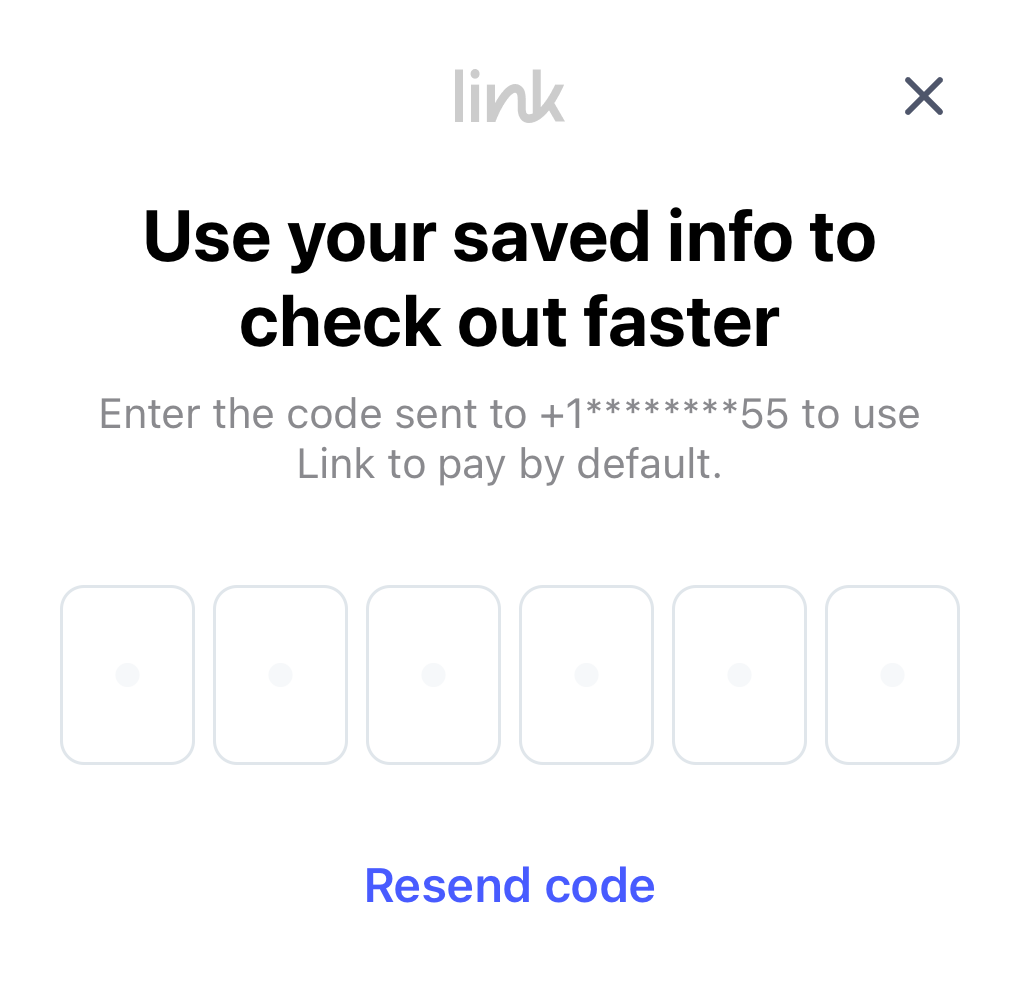 link
Use your saved info to
check out faster
Enter the code sent to +1********55 to use
Link to pay by default.
Resend code